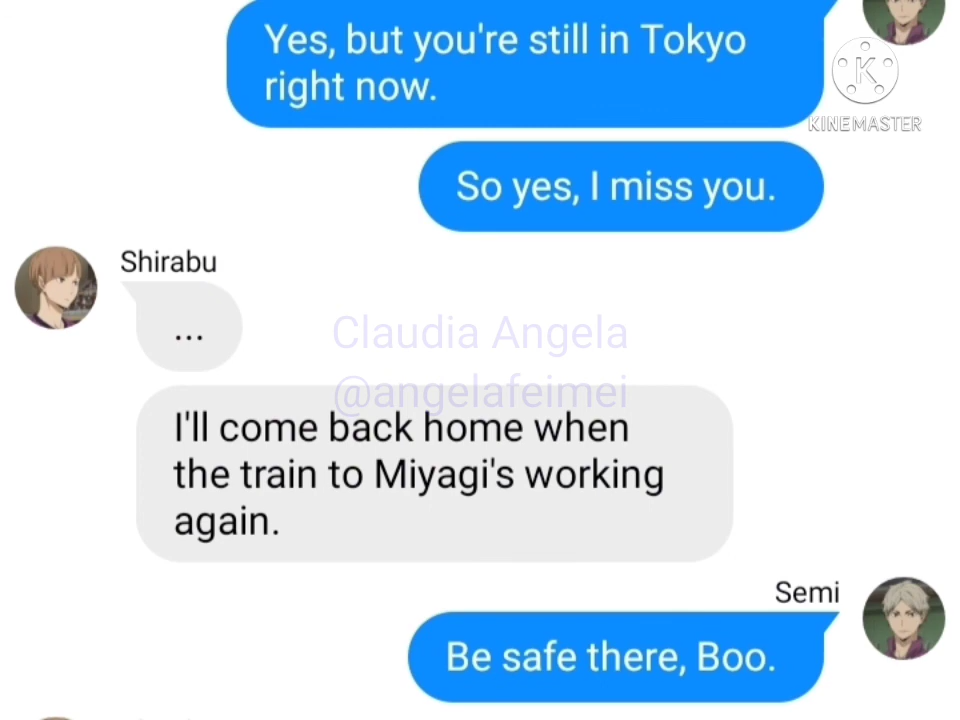 Yes, but you're still in Tokyo
right now.
K
KINEMASTER
So yes, I miss you.
Shirabu
...
Claudia Angela
@angelafeimei
I'll come back home when
the train to Miyagi's working
again.
Semi
Be safe there, Boo.